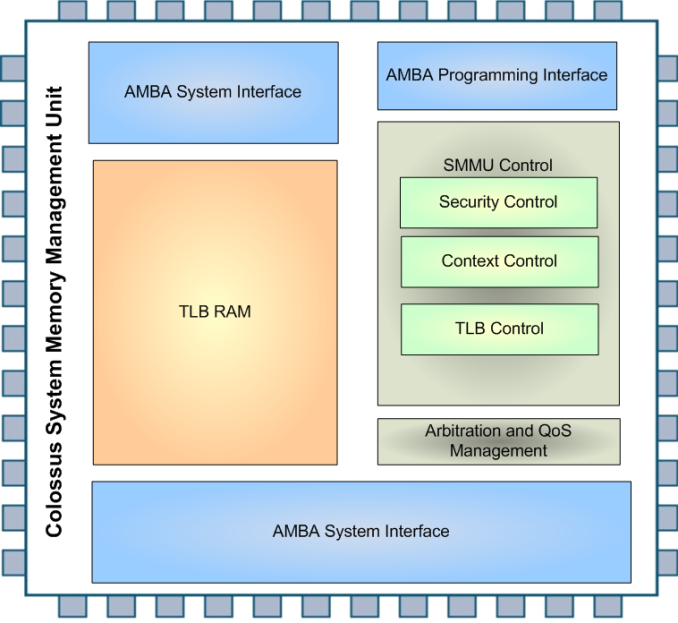 Colossus System Memory Management Unit
AMBA System Interface
AMBA Programming Interface
SMMU Control
Security Control
Context Control
TLB Control
TLB RAM
Arbitration and QoS
Management
AMBA System Interface